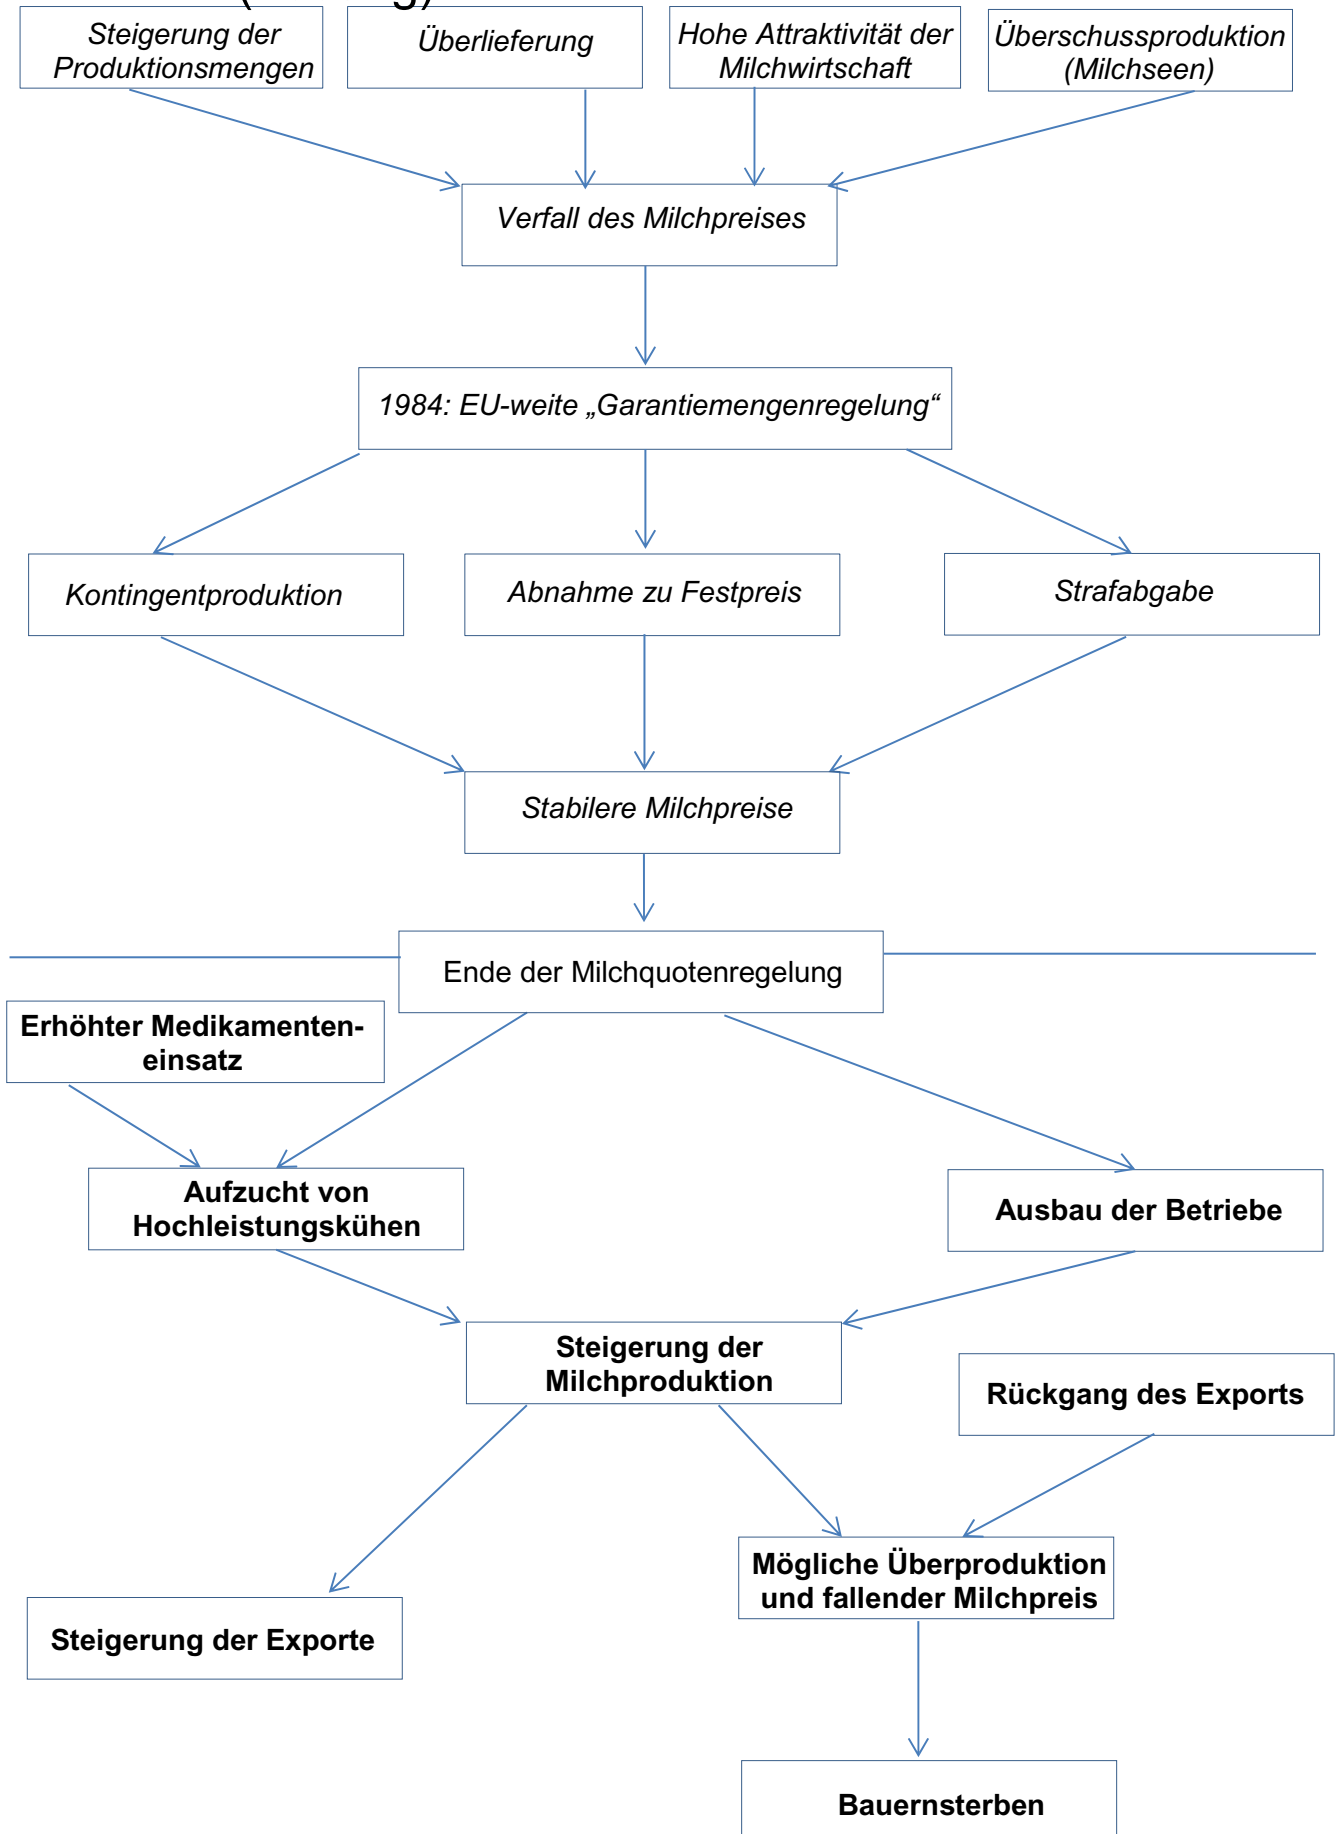 Steigerung der
Produktionsmengen
Überlieferung
Hohe Attraktivität der
Milchwirtschaft
Überschussproduktion
(Milchseen)
Verfall des Milchpreises
1984: EU-weite „Garantiemengenregelung“
Kontingentproduktion
Abnahme zu Festpreis
Strafabgabe
Stabilere Milchpreise
Ende der Milchquotenregelung
Erhöhter Medikamenten-
einsatz
Aufzucht von
Hochleistungskühen
Ausbau der Betriebe
Steigerung der
Milchproduktion
Rückgang des Exports
Mögliche Überproduktion
und fallender Milchpreis
Steigerung der Exporte
Bauernsterben